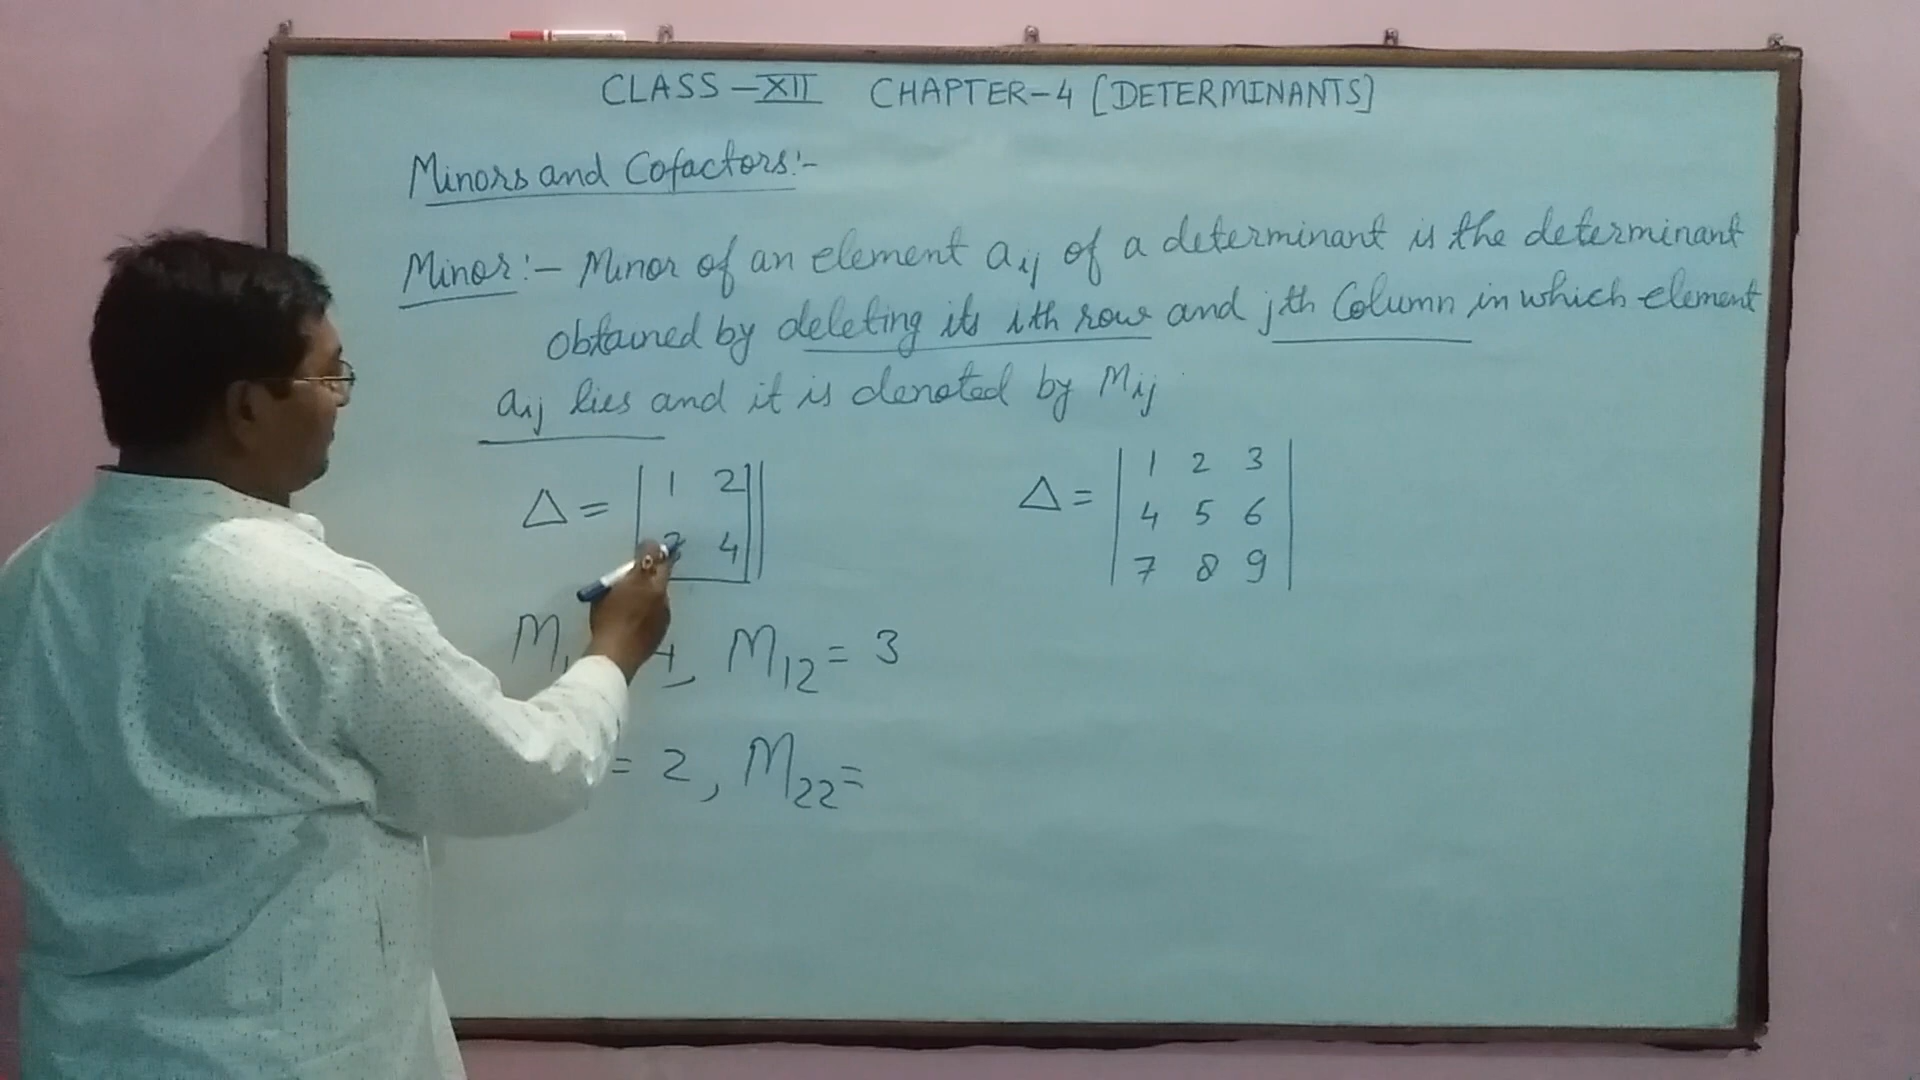 CLASS-XII CHAPTER-4 [DETERMINANTS]
Minors and Cofactors:-
Minor:- Minor of an element aij of a determinant is the determinant
obtained by deleting its ith row and jth Column in which element
aij lies and it is denoted by Mij
Δ = | 1 2 |
| 3 4 |
Δ = | 1 2 3 |
| 4 5 6 |
| 7 8 9 |
M 4, M12 = 3
= 2, M22 =